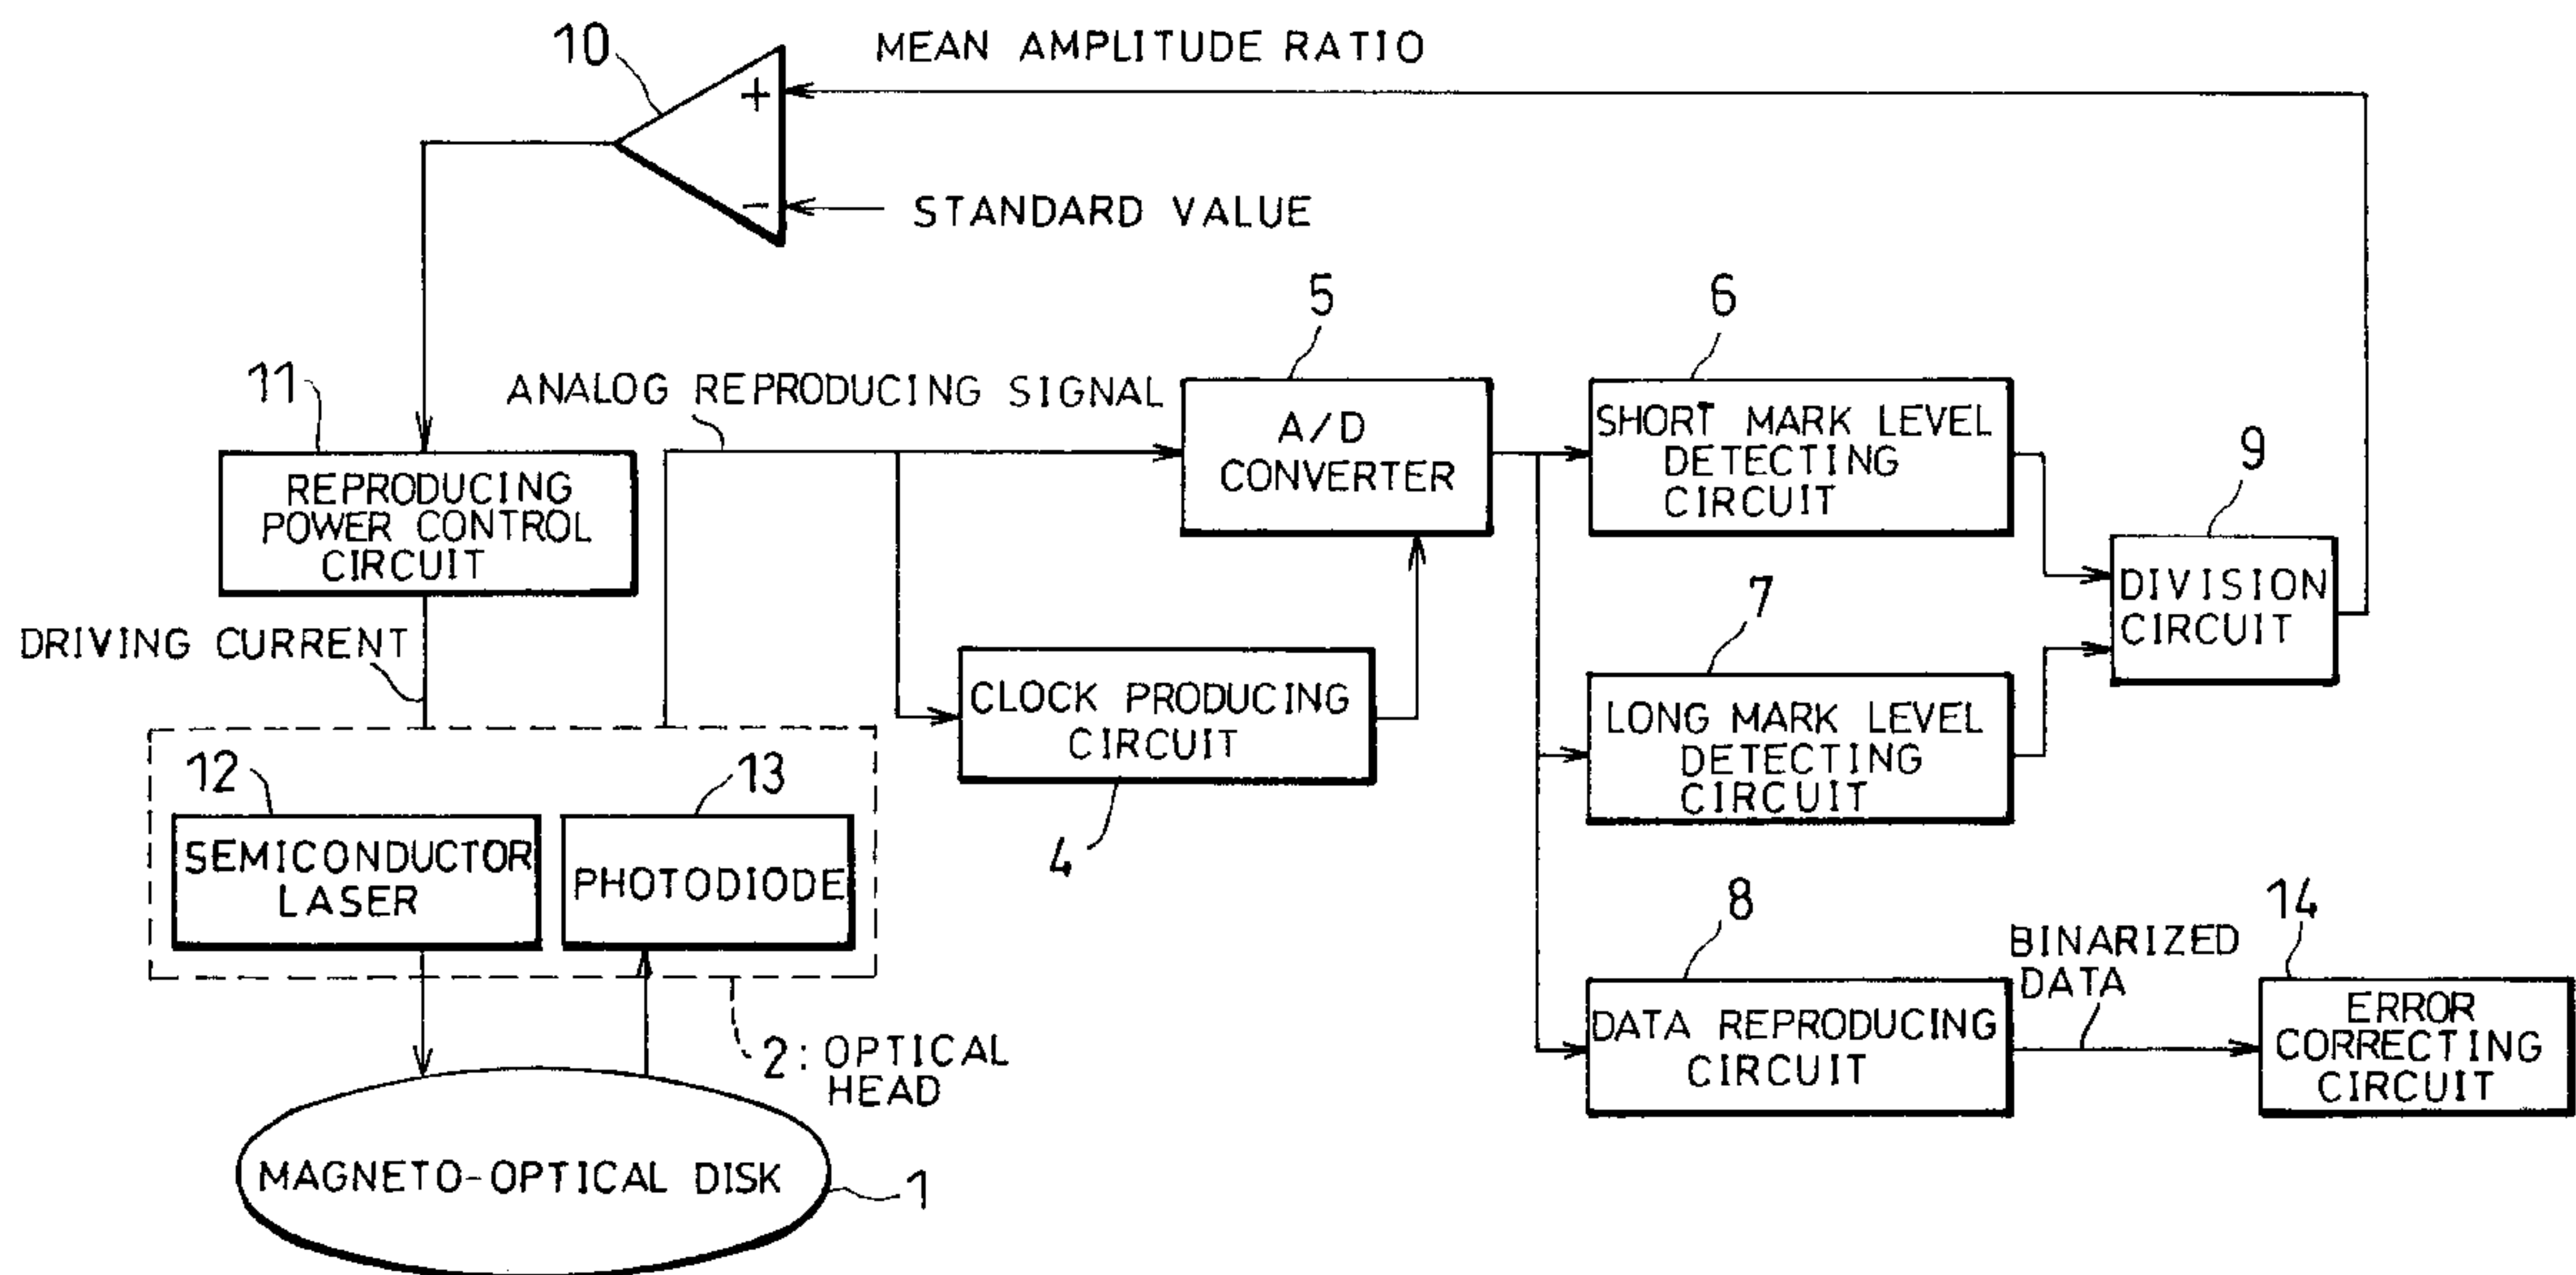 10
MEAN AMPLITUDE RATIO
+
-
STANDARD VALUE
11
ANALOG REPRODUCING SIGNAL
5
6
REPRODUCING
POWER CONTROL
CIRCUIT
A/D
CONVERTER
SHORT MARK LEVEL
DETECTING
CIRCUIT
9
DIVISION
CIRCUIT
DRIVING CURRENT
7
CLOCK PRODUCING
CIRCUIT
4
LONG MARK LEVEL
DETECTING
CIRCUIT
12
13
SEMICONDUCTOR
LASER
PHOTODIODE
8
BINARIZED
DATA
14
2: OPTICAL
HEAD
DATA REPRODUCING
CIRCUIT
ERROR
CORRECTING
CIRCUIT
MAGNETO-OPTICAL DISK
1